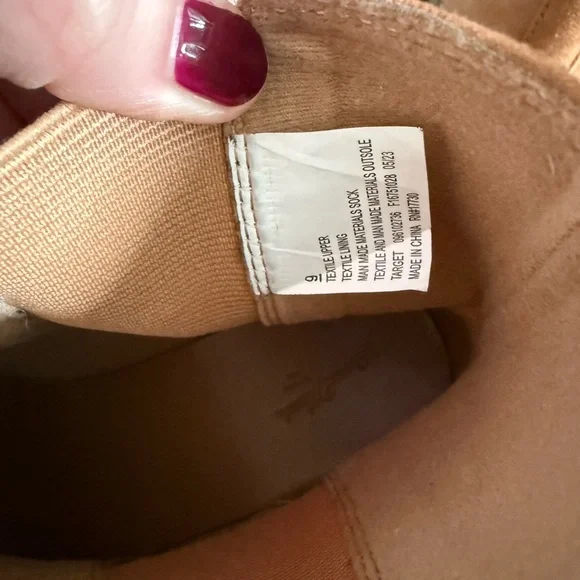 9
TEXTILE UPPER
TEXTILE LINING
MAN MADE MATERIALS SOCK
TEXTILE AND MAN MADE MATERIALS OUTSOLE
TARGET 096102736 F16751028 05/23
MADE IN CHINA RN#17730